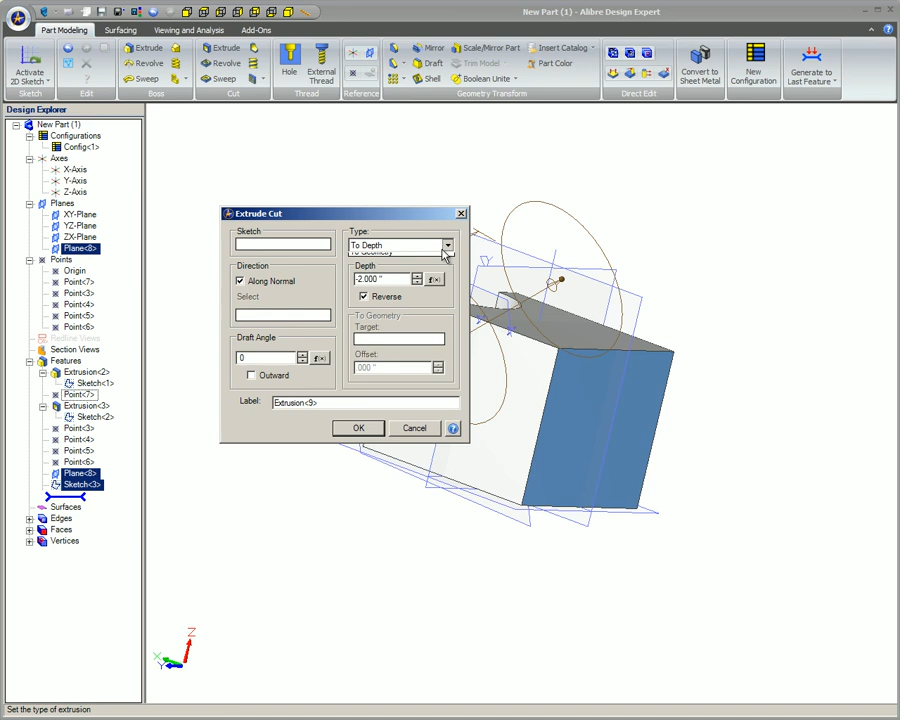 New Part (1) - Alibre Design Expert
Part Modeling Surfacing Viewing and Analysis Add-Ons
Activate
2D Sketch
Sketch
Edit
Extrude
Revolve
Sweep
Boss
Extrude
Revolve
Sweep
Cut
Hole
External
Thread
Thread
Reference
Mirror
Draft
Shell
Scale/Mirror Part
Trim Model
Boolean Unite
Insert Catalog
Part Color
Geometry Transform
Direct Edit
Convert to
Sheet Metal
New
Configuration
Generate to
Last Feature
Design Explorer
New Part (1)
Configurations
Config<1>
Axes
X-Axis
Y-Axis
Z-Axis
Planes
XY-Plane
YZ-Plane
ZX-Plane
Plane<8>
Points
Origin
Point<7>
Point<3>
Point<4>
Point<5>
Point<6>
Redline Views
Section Views
Features
Extrusion<2>
Sketch<1>
Point<7>
Extrusion<3>
Sketch<2>
Point<3>
Point<4>
Point<5>
Point<6>
Plane<8>
Sketch<3>
Surfaces
Edges
Faces
Vertices
Extrude Cut
Sketch
Direction
Along Normal
Select
Draft Angle
0
f(x)
Outward
Type:
To Depth
To Geometry
Depth
-2.000 "
f(x)
Reverse
To Geometry
Target:
Offset:
000 "
Label: Extrusion<9>
OK Cancel
Z
X
Y
Set the type of extrusion